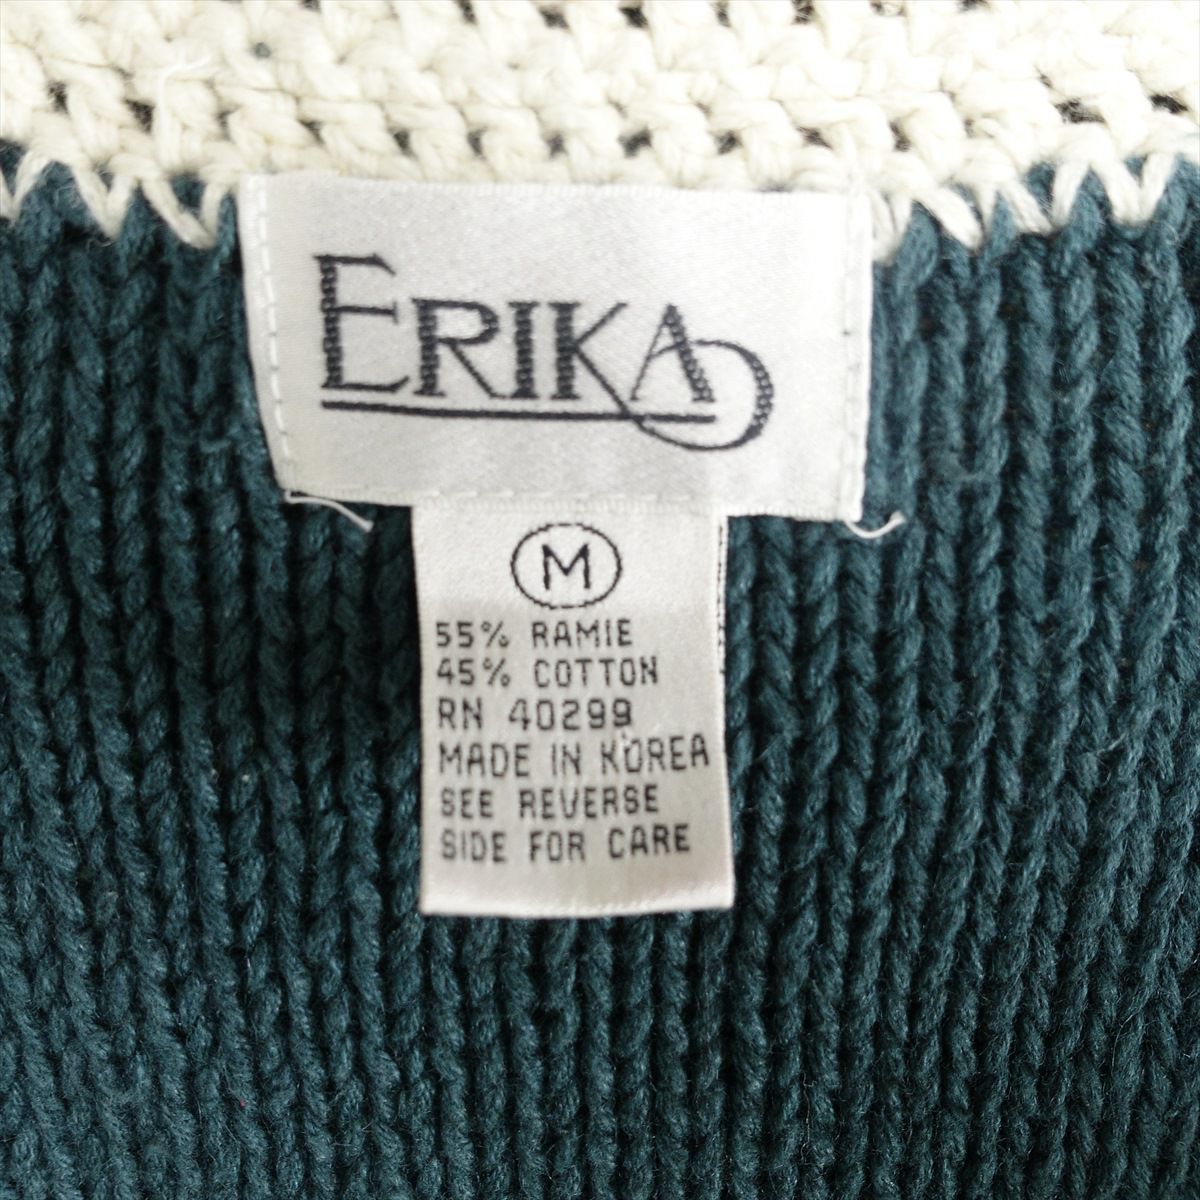 ERIKA
M
55% RAMIE
45% COTTON
RN 40299
MADE IN KOREA
SEE REVERSE
SIDE FOR CARE